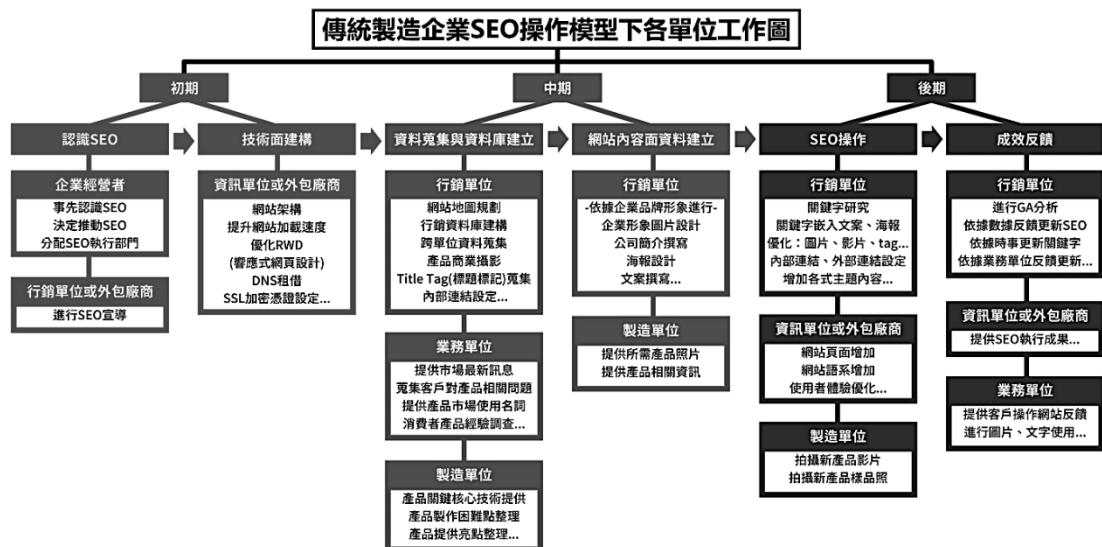 傳統製造企業SEO操作模型下各單位工作圖
初期
中期
後期
認識SEO
技術面建構
資料蒐集與資料庫建立
網站內容面資料建立
SEO操作
成效反饋
企業經營者
事先認識SEO
決定推動SEO
分配SEO執行部門
行銷單位或外包廠商
進行SEO宣導
資訊單位或外包廠商
網站架構
提升網站加載速度
優化RWD
(響應式網頁設計)
DNS租借
SSL加密憑證設定...
行銷單位
網站地圖規劃
行銷資料庫建構
跨單位資料蒐集
產品商業攝影
Title Tag(標題標記)蒐集
內部連結設定...
業務單位
提供市場最新訊息
蒐集客戶對產品相關問題
提供產品市場使用名詞
消費者產品經驗調查...
製造單位
產品關鍵核心技術提供
產品製作困難點整理
產品提供亮點整理...
行銷單位
-依據企業品牌形象進行-
企業形象圖片設計
公司簡介撰寫
海報設計
文案撰寫...
製造單位
提供所需產品照片
提供產品相關資訊
行銷單位
關鍵字研究
關鍵字嵌入文案、海報
優化：圖片、影片、tag...
內部連結、外部連結設定
增加各式主題內容...
資訊單位或外包廠商
網站頁面增加
網站語系增加
使用者體驗優化...
製造單位
拍攝新產品影片
拍攝新產品樣品照
行銷單位
進行GA分析
依據數據反饋更新SEO
依據時事更新關鍵字
依據業務單位反饋更新...
資訊單位或外包廠商
提供SEO執行成果...
業務單位
提供客戶操作網站反饋
進行圖片、文字使用...